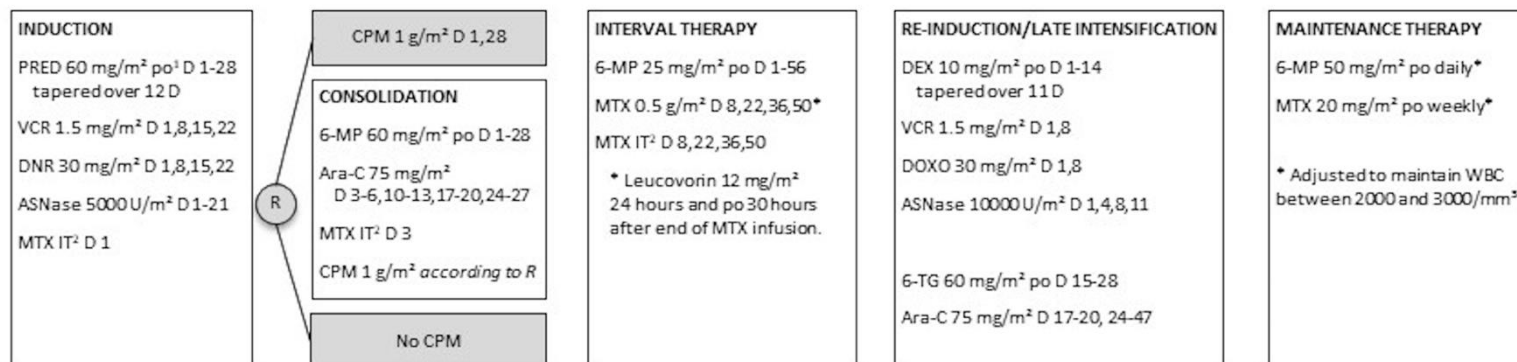 INDUCTION
PRED 60 mg/m² po¹ D 1-28
tapered over 12 D
VCR 1.5 mg/m² D 1,8,15,22
DNR 30 mg/m² D 1,8,15,22
ASNase 5000 U/m² D 1-21
MTX IT² D 1
R
CPM 1 g/m² D 1,28
CONSOLIDATION
6-MP 60 mg/m² po D 1-28
Ara-C 75 mg/m²
D 3-6,10-13,17-20,24-27
MTX IT² D 3
CPM 1 g/m² according to R
No CPM
INTERVAL THERAPY
6-MP 25 mg/m² po D 1-56
MTX 0.5 g/m² D 8,22,36,50*
MTX IT² D 8,22,36,50
* Leucovorin 12 mg/m²
24 hours and po 30 hours
after end of MTX infusion.
RE-INDUCTION/LATE INTENSIFICATION
DEX 10 mg/m² po D 1-14
tapered over 11 D
VCR 1.5 mg/m² D 1,8
DOXO 30 mg/m² D 1,8
ASNase 10000 U/m² D 1,4,8,11
6-TG 60 mg/m² po D 15-28
Ara-C 75 mg/m² D 17-20, 24-47
MAINTENANCE THERAPY
6-MP 50 mg/m² po daily*
MTX 20 mg/m² po weekly*
* Adjusted to maintain WBC
between 2000 and 3000/mm³